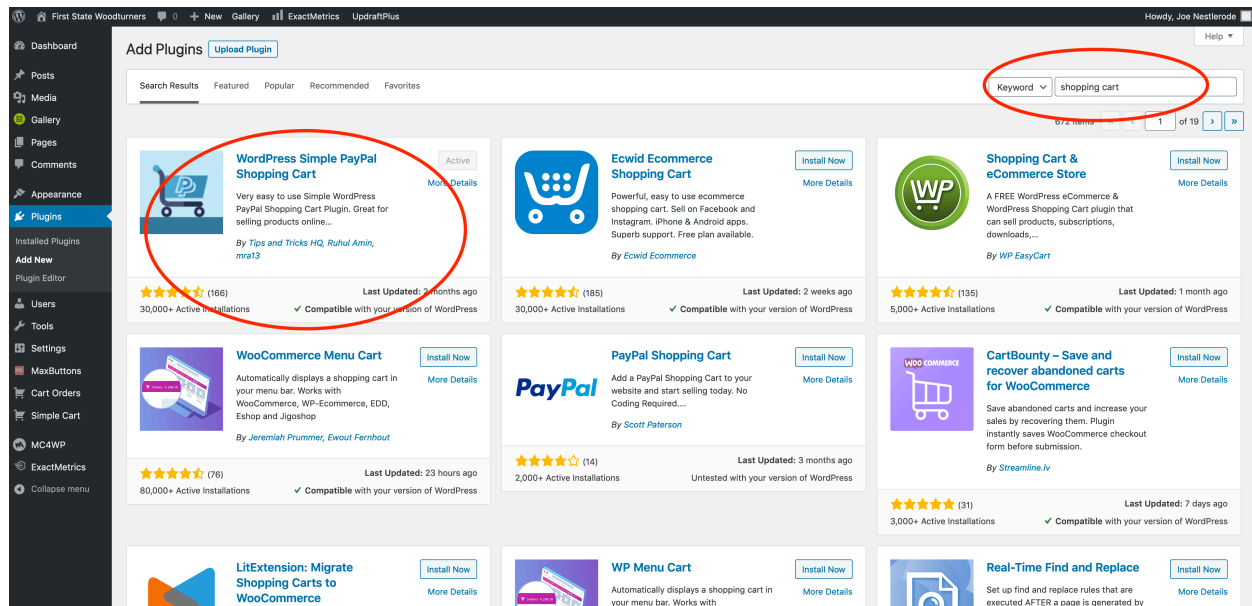 First State Woodturners 0 + New Gallery ExactMetrics UpdraftPlus Howdy, Joe Nestlerode
Help ▼
Dashboard
Posts
Media
Gallery
Pages
Comments
Appearance
Plugins
Installed Plugins
Add New
Plugin Editor
Users
Tools
Settings
MaxButtons
Cart Orders
Simple Cart
MC4WP
ExactMetrics
Collapse menu
Add Plugins Upload Plugin
Search Results Featured Popular Recommended Favorites
Keyword shopping cart
672 items « ‹ 1 of 19 › »
WordPress Simple PayPal
Shopping Cart
Active
More Details
Very easy to use Simple WordPress
PayPal Shopping Cart Plugin. Great for
selling products online...
By Tips and Tricks HQ, Ruhul Amin,
mra13
(166) Last Updated: 2 months ago
30,000+ Active Installations ✓ Compatible with your version of WordPress
Ecwid Ecommerce
Shopping Cart
Install Now
More Details
Powerful, easy to use ecommerce
shopping cart. Sell on Facebook and
Instagram. iPhone & Android apps.
Superb support. Free plan available.
By Ecwid Ecommerce
(185) Last Updated: 2 weeks ago
30,000+ Active Installations ✓ Compatible with your version of WordPress
WP
Shopping Cart &
eCommerce Store
Install Now
More Details
A FREE WordPress eCommerce &
WordPress Shopping Cart plugin that
can sell products, subscriptions,
downloads,...
By WP EasyCart
(135) Last Updated: 1 month ago
5,000+ Active Installations ✓ Compatible with your version of WordPress
WooCommerce Menu Cart
Install Now
More Details
Automatically displays a shopping cart in
your menu bar. Works with
WooCommerce, WP-Ecommerce, EDD,
Eshop and Jigoshop
By Jeremiah Prummer, Ewout Fernhout
(76) Last Updated: 23 hours ago
80,000+ Active Installations ✓ Compatible with your version of WordPress
PayPal
PayPal Shopping Cart
Install Now
More Details
Add a PayPal Shopping Cart to your
website and start selling today. No
Coding Required....
By Scott Paterson
(14) Last Updated: 3 months ago
2,000+ Active Installations Untested with your version of WordPress
WOO COMMERCE
CartBounty – Save and
recover abandoned carts
for WooCommerce
Install Now
More Details
Save abandoned carts and increase your
sales by recovering them. Plugin
instantly saves WooCommerce checkout
form before submission.
By Streamline.lv
(31) Last Updated: 7 days ago
3,000+ Active Installations ✓ Compatible with your version of WordPress
LitExtension: Migrate
Shopping Carts to
WooCommerce
Install Now
More Details
WP Menu Cart
Install Now
More Details
Automatically displays a shopping cart in
your menu bar. Works with
Real-Time Find and Replace
Install Now
More Details
Set up find and replace rules that are
executed AFTER a page is generated by